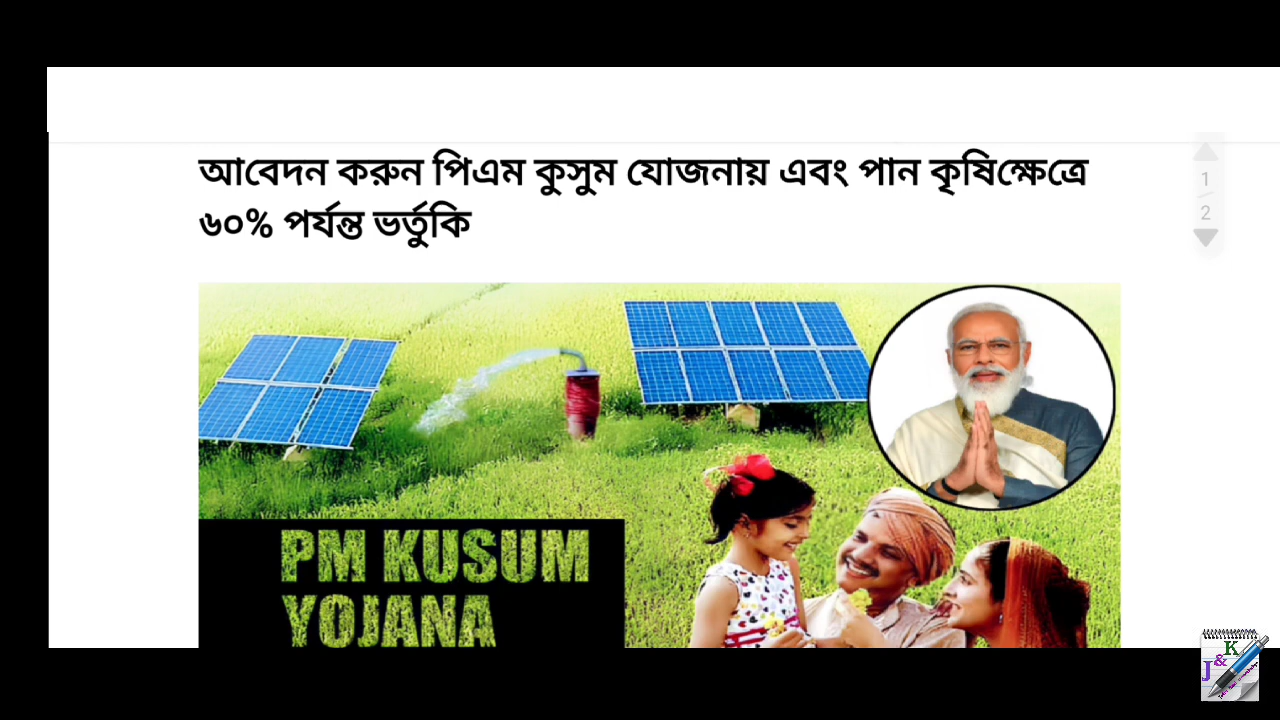 আবেদন করুন পিএম কুসুম যোজনায় এবং পান কৃষিক্ষেত্রে
৬০% পর্যন্ত ভর্তুকি
1
2
PM KUSUM
YOJANA
J&K